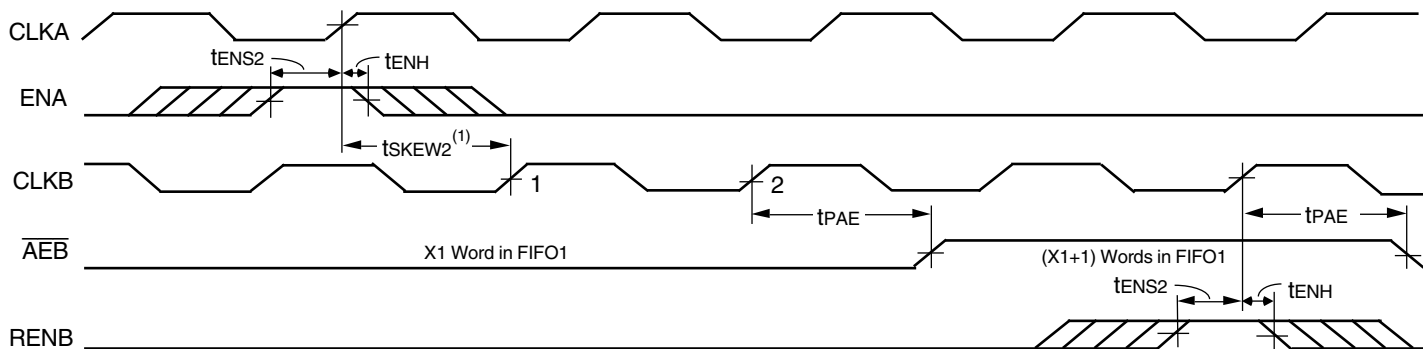 CLKA
tENS2 tENH
ENA
tSKEW2(1)
CLKB 1 2
tPAE tPAE
AEB X1 Word in FIFO1 (X1+1) Words in FIFO1
tENS2 tENH
RENB